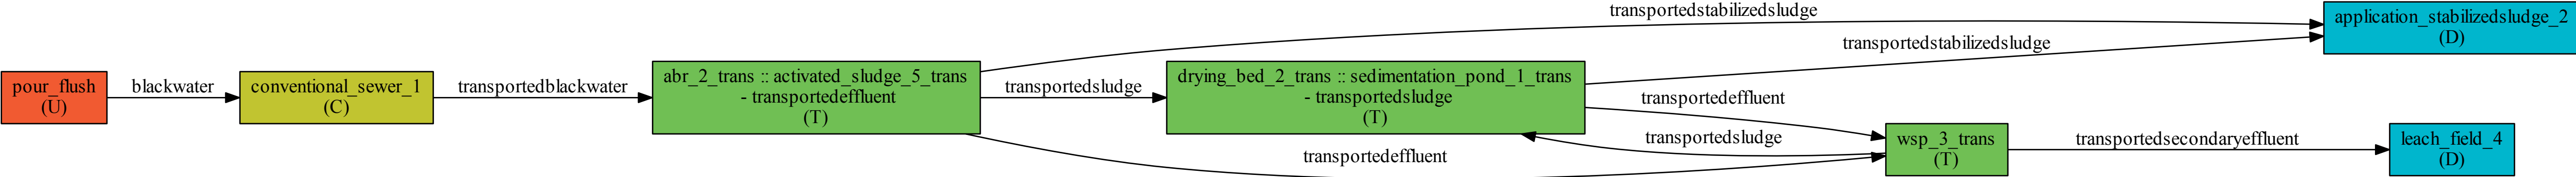 pour_flush
(U)
blackwater
conventional_sewer_1
(C)
transportedblackwater
abr_2_trans :: activated_sludge_5_trans
- transportedeffluent
(T)
transportedsludge
drying_bed_2_trans :: sedimentation_pond_1_trans
- transportedsludge
(T)
transportedstabilizedsludge
transportedstabilizedsludge
transportedeffluent
transportedsludge
transportedeffluent
wsp_3_trans
(T)
transportedsecondaryeffluent
application_stabilizedsludge_2
(D)
leach_field_4
(D)